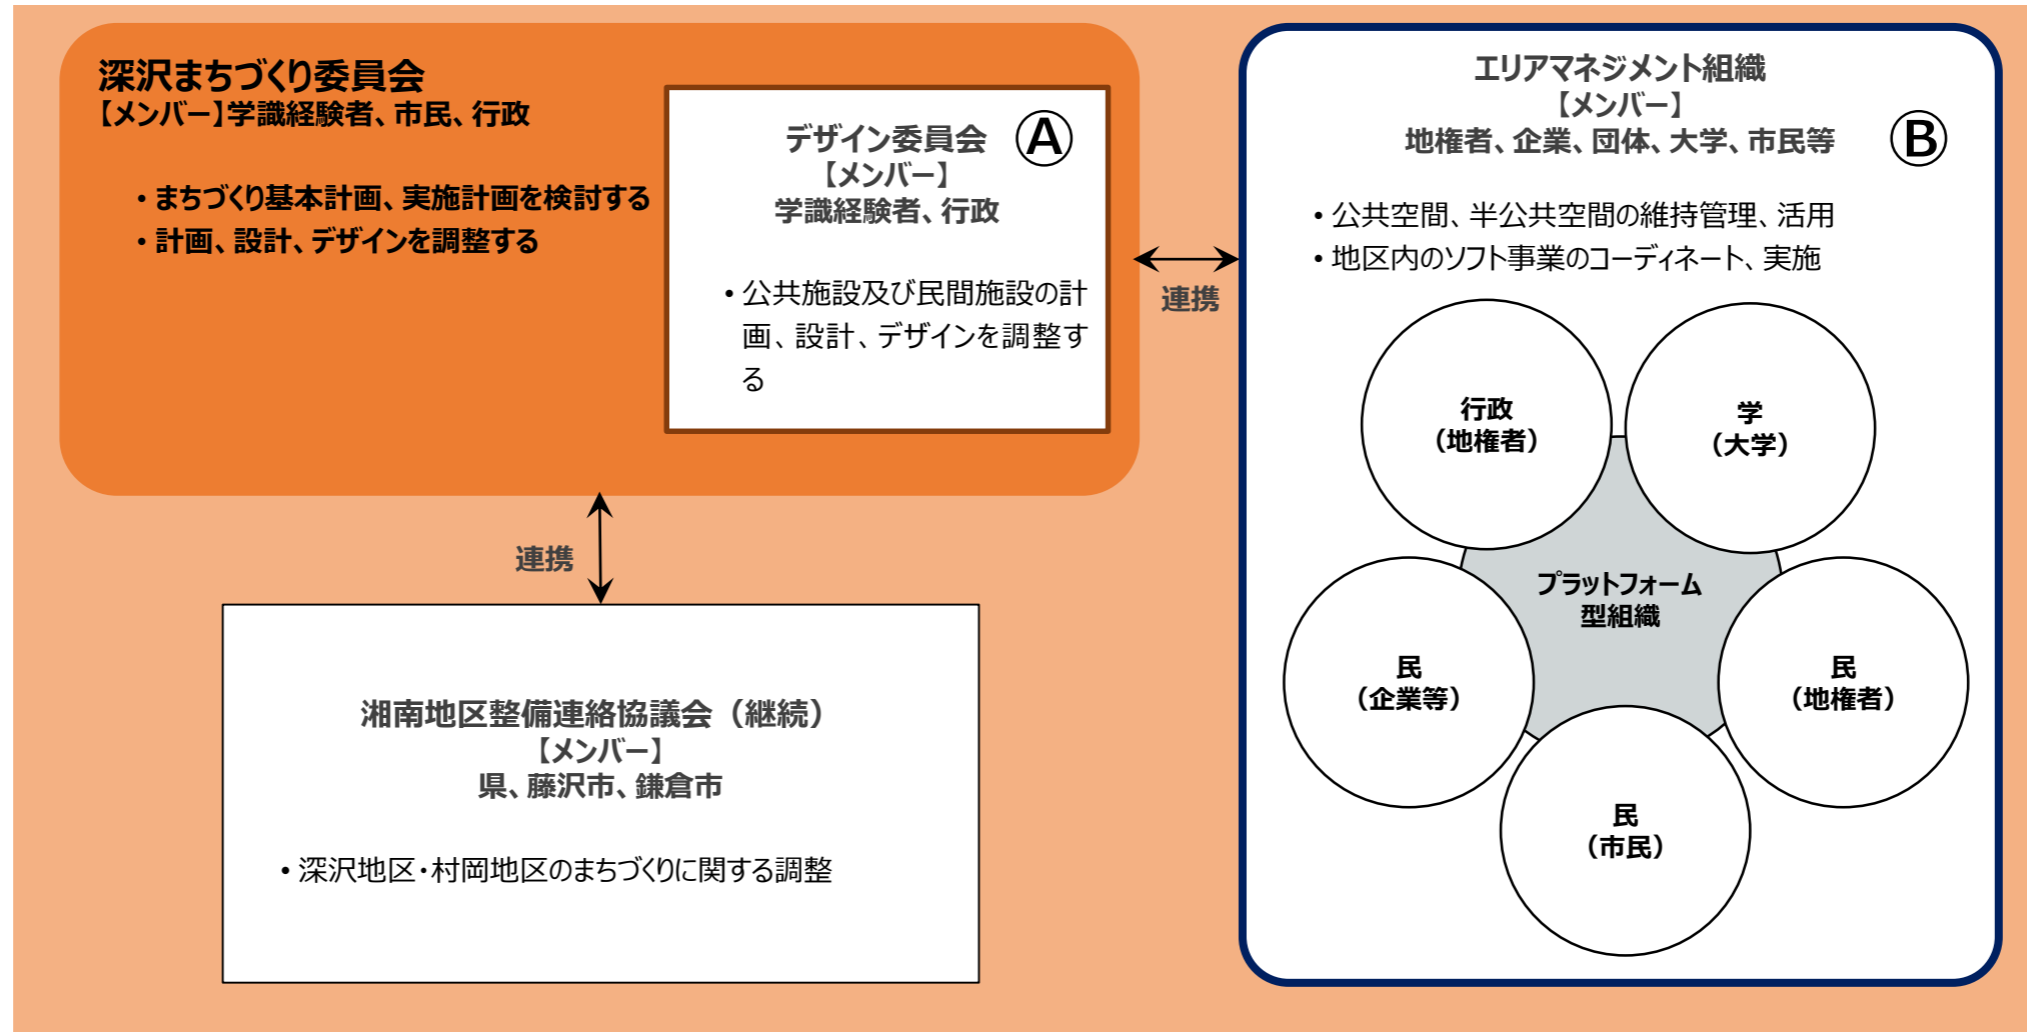 深沢まちづくり委員会
【メンバー】学識経験者、市民、行政
・まちづくり基本計画、実施計画を検討する
・計画、設計、デザインを調整する
デザイン委員会
Ⓐ
【メンバー】
学識経験者、行政
・公共施設及び民間施設の計
画、設計、デザインを調整す
る
連携
連携
湘南地区整備連絡協議会（継続）
【メンバー】
県、藤沢市、鎌倉市
・深沢地区・村岡地区のまちづくりに関する調整
エリアマネジメント組織
【メンバー】
地権者、企業、団体、大学、市民等
Ⓑ
・公共空間、半公共空間の維持管理、活用
・地区内のソフト事業のコーディネート、実施
行政
（地権者）
学
（大学）
プラットフォーム
型組織
民
（企業等）
民
（地権者）
民
（市民）